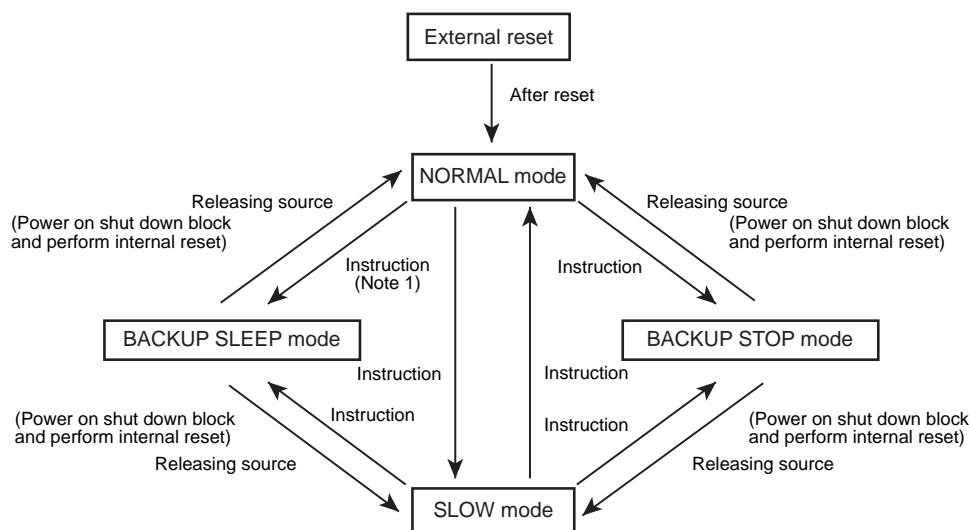 External reset
After reset
NORMAL mode
Releasing source
(Power on shut down block
and perform internal reset)
Releasing source
(Power on shut down block
and perform internal reset)
Instruction
(Note 1)
Instruction
BACKUP SLEEP mode
BACKUP STOP mode
Instruction
Instruction
(Power on shut down block
and perform internal reset)
Releasing source
Instruction
Instruction
(Power on shut down block
and perform internal reset)
Releasing source
SLOW mode